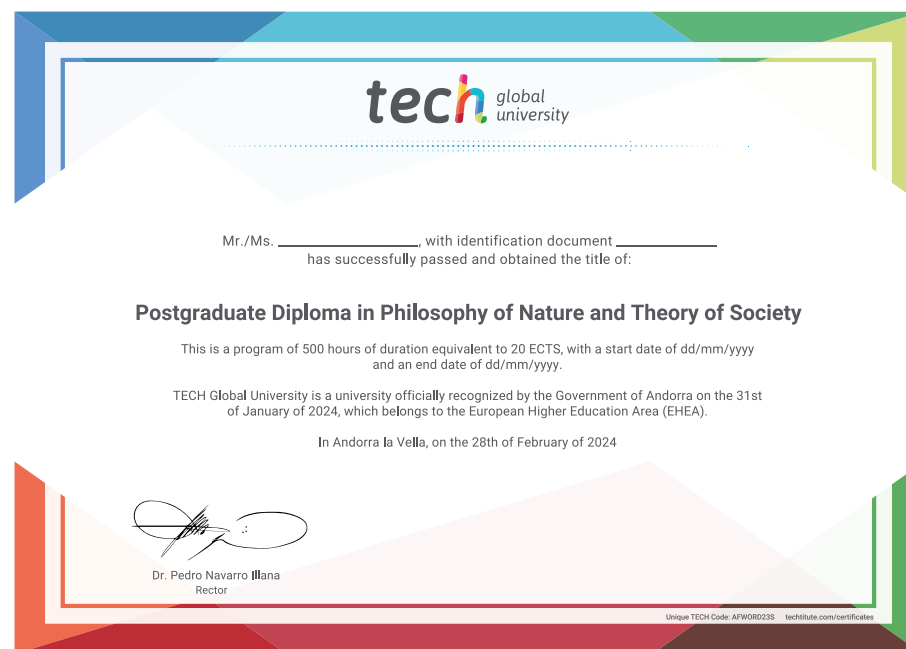 tech global university
Mr./Ms. ____________, with identification document ____________
has successfully passed and obtained the title of:
Postgraduate Diploma in Philosophy of Nature and Theory of Society
This is a program of 500 hours of duration equivalent to 20 ECTS, with a start date of dd/mm/yyyy
and an end date of dd/mm/yyyy.
TECH Global University is a university officially recognized by the Government of Andorra on the 31st
of January of 2024, which belongs to the European Higher Education Area (EHEA).
In Andorra la Vella, on the 28th of February of 2024
Dr. Pedro Navarro Illana
Rector
Unique TECH Code: AFWORD23S techtitute.com/certificates